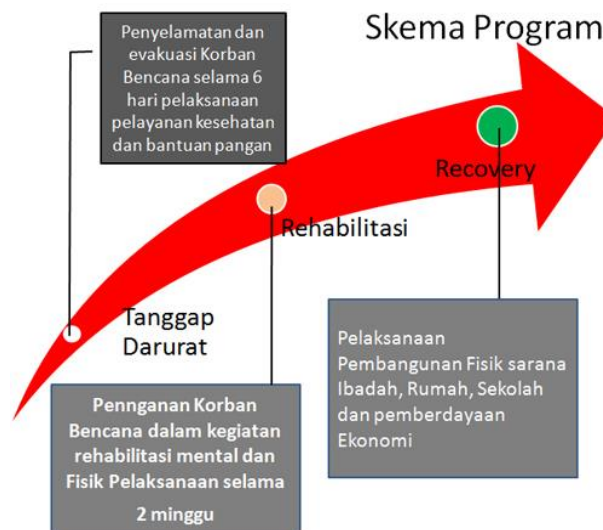 Skema Program
Penyelamatan dan
evakuasi Korban
Bencana selama 6
hari pelaksanaan
pelayanan kesehatan
dan bantuan pangan
Recovery
Rehabilitasi
Tanggap
Darurat
Pelaksanaan
Pembangunan Fisik sarana
Ibadah, Rumah, Sekolah
dan pemberdayaan
Ekonomi
Pennganan Korban
Bencana dalam kegiatan
rehabilitasi mental dan
Fisik Pelaksanaan selama
2 minggu